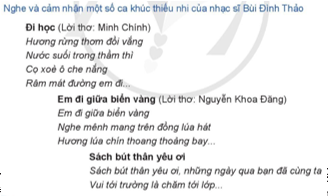 Nghe và cảm nhận một số ca khúc thiếu nhi của nhạc sĩ Bùi Đình Thảo
Đi học (Lời thơ: Minh Chính)
Hương rừng thơm đồi vắng
Nước suối trong thầm thì
Cọ xoè ô che nắng
Râm mát đường em đi...
Em đi giữa biển vàng (Lời thơ: Nguyễn Khoa Đăng)
Em đi giữa biển vàng
Nghe mênh mang trên đồng lúa hát
Hương lúa chín thoang thoảng bay...
Sách bút thân yêu ơi
Sách bút thân yêu ơi, những ngày qua bạn đã cùng ta
Vui tới trường là chăm tới lớp...